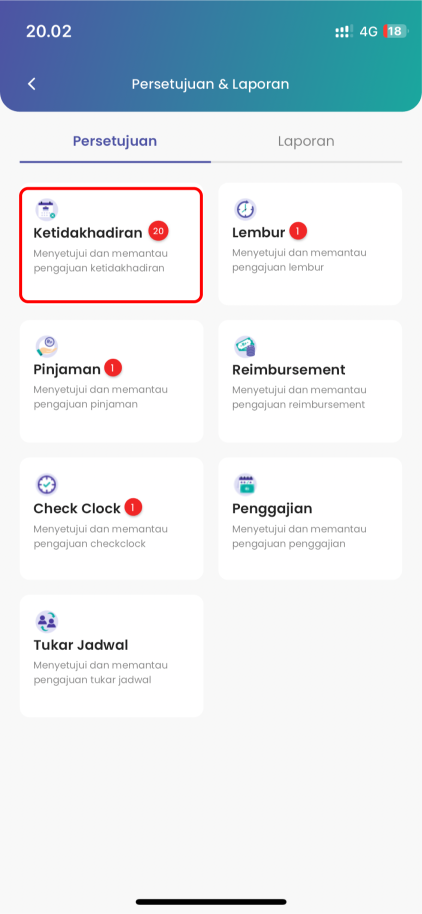 20.02
4G 18
Persetujuan & Laporan
Persetujuan
Laporan
Ketidakhadiran 20
Menyetujui dan memantau
pengajuan ketidakhadiran
Lembur 1
Menyetujui dan memantau
pengajuan lembur
Pinjaman 1
Menyetujui dan memantau
pengajuan pinjaman
Reimbursement
Menyetujui dan memantau
pengajuan reimbursement
Check Clock 1
Menyetujui dan memantau
pengajuan checkclock
Penggajian
Menyetujui dan memantau
pengajuan penggajian
Tukar Jadwal
Menyetujui dan memantau
pengajuan tukar jadwal